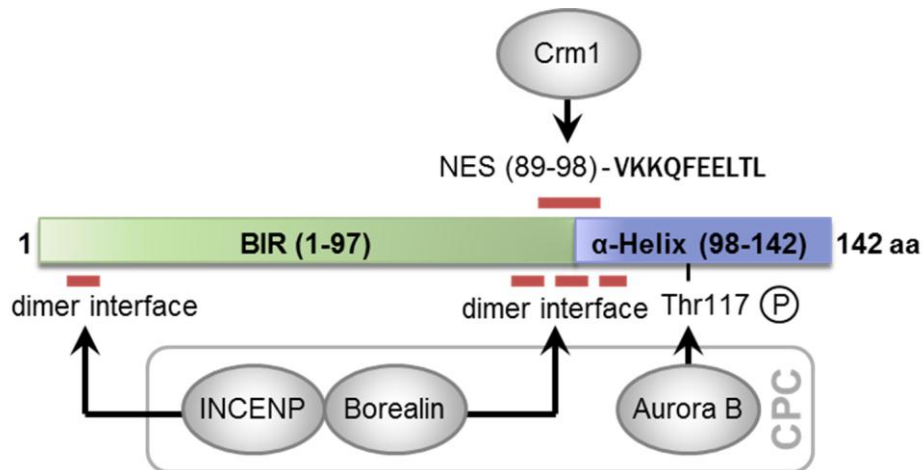 Crm1
NES (89-98)-VKKQFEELTL
1 BIR (1-97) α-Helix (98-142) 142 aa
dimer interface dimer interface Thr117 P
INCENP Borealin Aurora B CPC